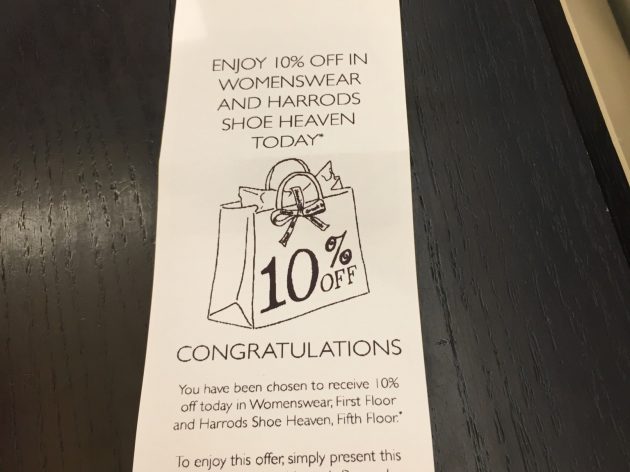 ENJOY 10% OFF IN
WOMENSWEAR
AND HARRODS
SHOE HEAVEN
TODAY*
10% OFF
CONGRATULATIONS
You have been chosen to receive 10%
off today in Womenswear, First Floor
and Harrods Shoe Heaven, Fifth Floor.*
To enjoy this offer, simply present this